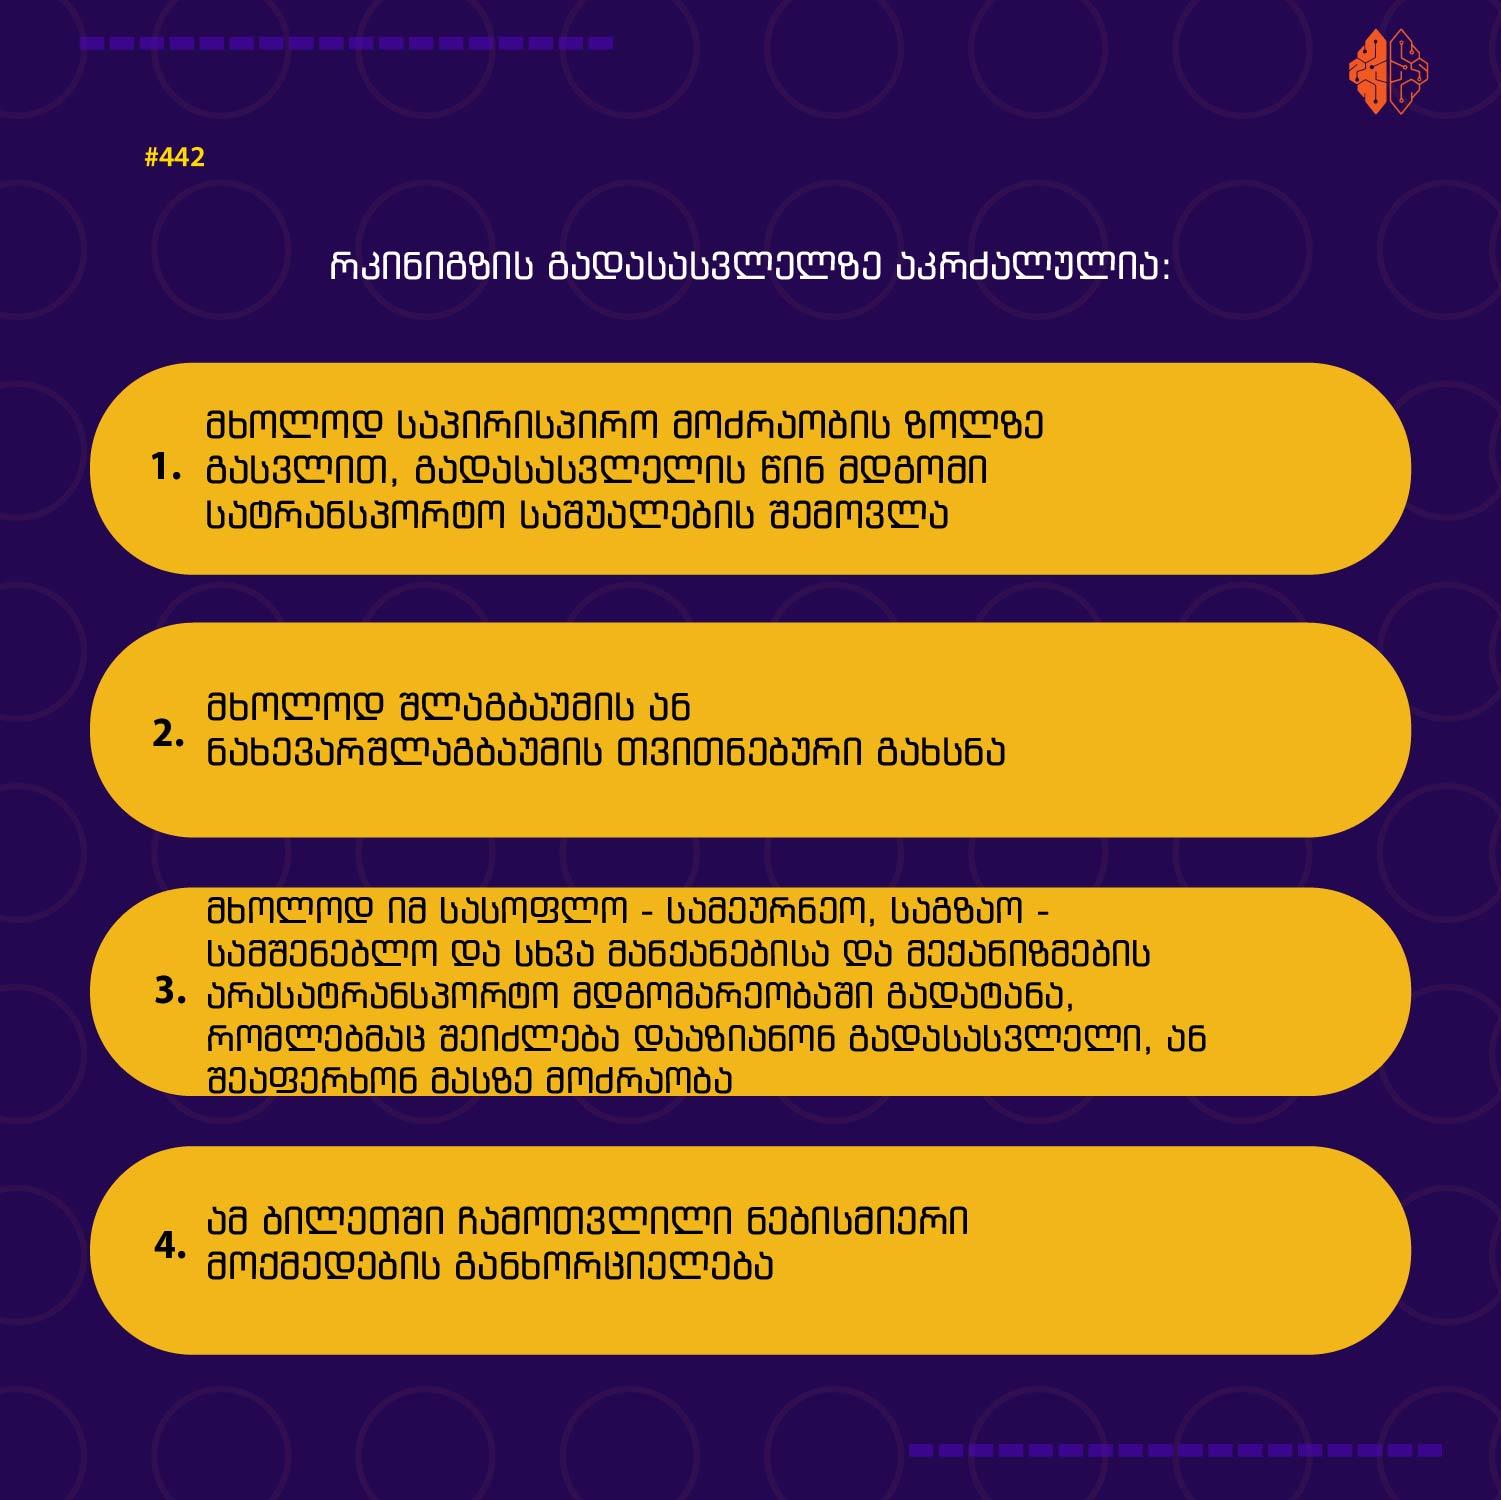 #442
რკინიგზის გადასასვლელზე აკრძალულია:
მხოლოდ საპირისპირო მოძრაობის ზოლზე
1. გასვლით, გადასასვლელის წინ მდგომი
სატრანსპორტო საშუალების შემოვლა
მხოლოდ შლაგბაუმის ან
2. ნახევარშლაგბაუმის თვითნებური გახსნა
მხოლოდ იმ სასოფლო - სამეურნეო, საგზაო -
სამშენებლო და სხვა მანქანებისა და მექანიზმების
3. არასატრანსპორტო მდგომარეობაში გადატანა,
რომლებმაც შეიძლება დააზიანონ გადასასვლელი, ან
შეაფერხონ მასზე მოძრაობა
ამ ბილეთში ჩამოთვლილი ნებისმიერი
4. მოქმედების განხორციელება